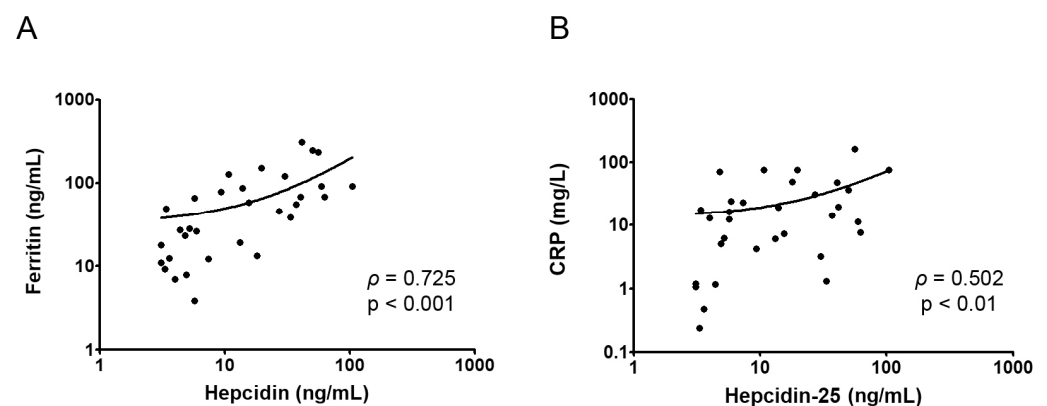 A
1000
100
10
1
Ferritin (ng/mL)
ρ = 0.725
p < 0.001
1 10 100 1000
Hepcidin (ng/mL)
B
1000
100
10
1
0.1
CRP (mg/L)
ρ = 0.502
p < 0.01
1 10 100 1000
Hepcidin-25 (ng/mL)